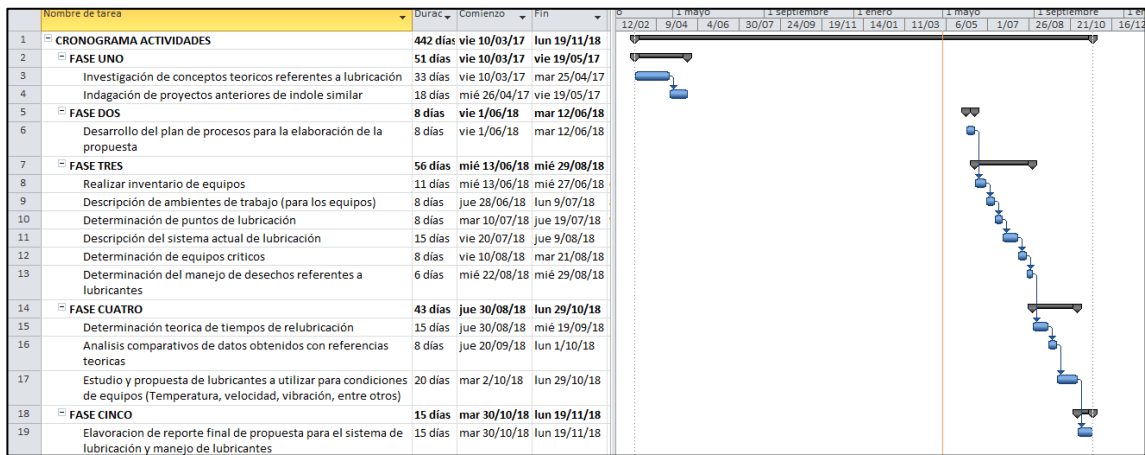 Nombre de tarea Durac Comienzo Fin
1 mayo 1 septiembre 1 enero 1 mayo 1 septiembre
12/02 9/04 4/06 30/07 24/09 19/11 14/01 11/03 6/05 1/07 26/08 21/10 16/12
1 CRONOGRAMA ACTIVIDADES 442 días vie 10/03/17 lun 19/11/18
2 FASE UNO 51 días vie 10/03/17 vie 19/05/17
3 Investigación de conceptos teoricos referentes a lubricación 33 días vie 10/03/17 mar 25/04/17
4 Indagación de proyectos anteriores de indole similar 18 días mié 26/04/17 vie 19/05/17
5 FASE DOS 8 días vie 1/06/18 mar 12/06/18
6 Desarrollo del plan de procesos para la elaboración de la 8 días vie 1/06/18 mar 12/06/18
propuesta
7 FASE TRES 56 días mié 13/06/18 mié 29/08/18
8 Realizar inventario de equipos 11 días mié 13/06/18 mié 27/06/18
9 Descripción de ambientes de trabajo (para los equipos) 8 días jue 28/06/18 lun 9/07/18
10 Determinación de puntos de lubricación 8 días mar 10/07/18 jue 19/07/18
11 Descripción del sistema actual de lubricación 15 días vie 20/07/18 jue 9/08/18
12 Determinación de equipos criticos 8 días vie 10/08/18 mar 21/08/18
13 Determinación del manejo de desechos referentes a 6 días mié 22/08/18 mié 29/08/18
lubricantes
14 FASE CUATRO 43 días jue 30/08/18 lun 29/10/18
15 Determinación teorica de tiempos de relubricación 15 días jue 30/08/18 mié 19/09/18
16 Analisis comparativos de datos obtenidos con referencias 8 días jue 20/09/18 lun 1/10/18
teoricas
17 Estudio y propuesta de lubricantes a utilizar para condiciones 20 días mar 2/10/18 lun 29/10/18
de equipos (Temperatura, velocidad, vibración, entre otros)
18 FASE CINCO 15 días mar 30/10/18 lun 19/11/18
19 Elavoracion de reporte final de propuesta para el sistema de 15 días mar 30/10/18 lun 19/11/18
lubricación y manejo de lubricantes